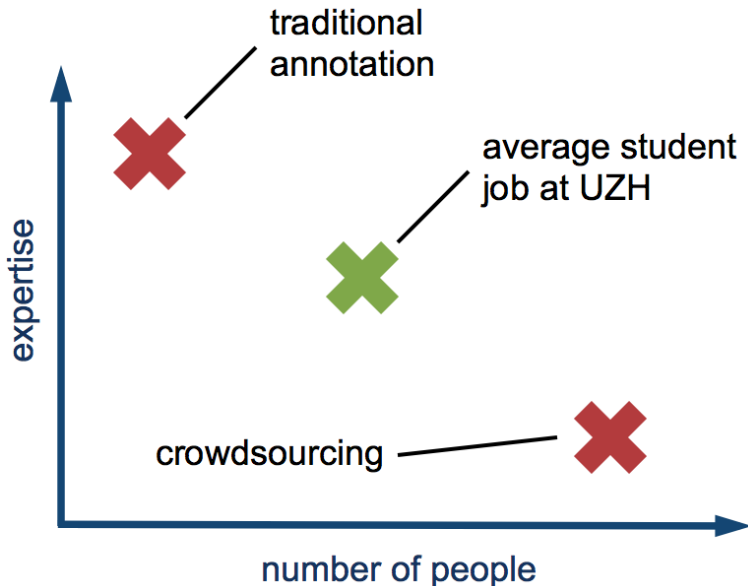 traditional
annotation
average student
job at UZH
expertise
crowdsourcing
number of people